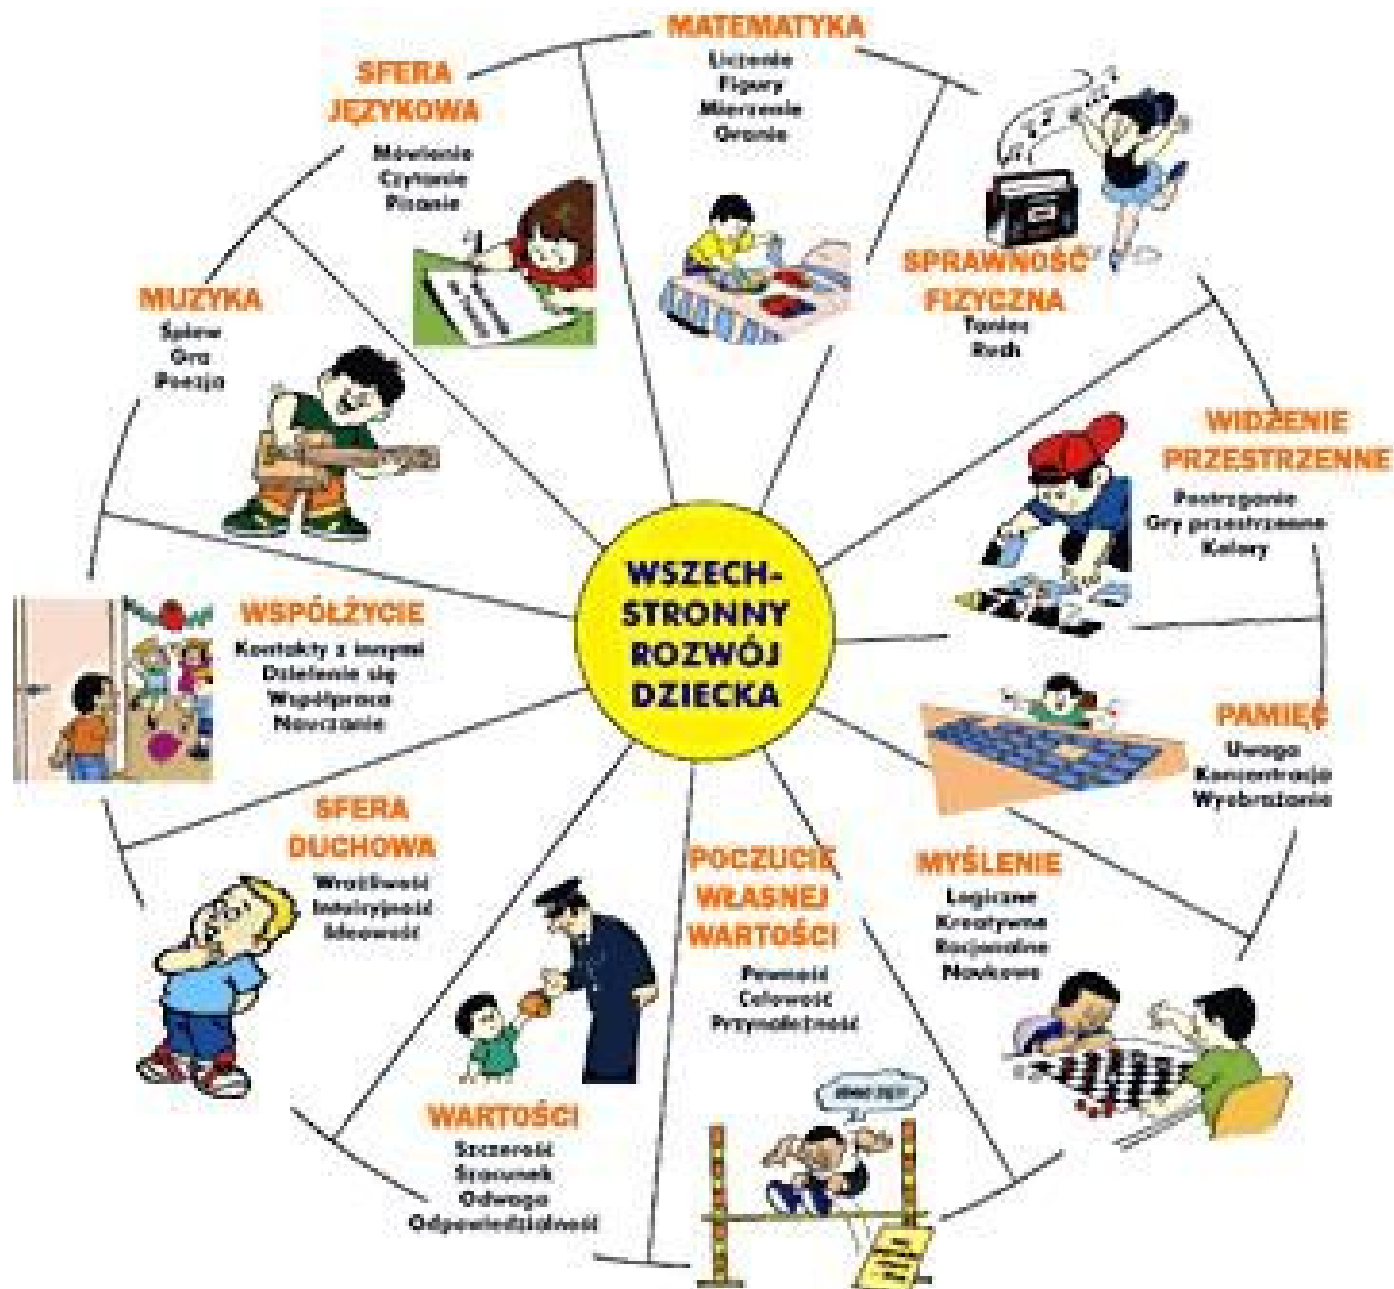 MATEMATYKA
Liczenie
Figury
Mierzenie
Granie
SPRAWNOŚĆ
FIZYCZNA
Taniec
Ruch
WIDZENIE
PRZESTRZENNE
Postrzganie
Gry przestrzenne
Kolory
PAMIĘĆ
Uwaga
Koncentracja
Wyobrażanie
MYŚLENIE
Logiczne
Kreatywne
Racjonalne
Naukowe
POCZUCIE
WŁASNEJ
WARTOŚCI
Pewność
Celowość
Przynależność
WARTOŚCI
Szczerość
Szacunek
Odwaga
Odpowiedzialność
SFERA
DUCHOWA
Wrażliwość
Intuicyjność
Ideowość
WSPÓŁŻYCIE
Kontakty z innymi
Dzielenie się
Współpraca
Nauczanie
MUZYKA
Śpiew
Gra
Poezja
SFERA
JĘZYKOWA
Mówienie
Czytanie
Pisanie
WSZECH-
STRONNY
ROZWÓJ
DZIECKA